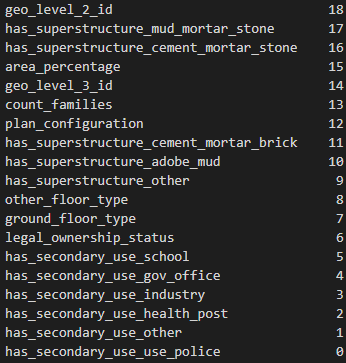 geo_level_2_id 18
has_superstructure_mud_mortar_stone 17
has_superstructure_cement_mortar_stone 16
area_percentage 15
geo_level_3_id 14
count_families 13
plan_configuration 12
has_superstructure_cement_mortar_brick 11
has_superstructure_adobe_mud 10
has_superstructure_other 9
other_floor_type 8
ground_floor_type 7
legal_ownership_status 6
has_secondary_use_school 5
has_secondary_use_gov_office 4
has_secondary_use_industry 3
has_secondary_use_health_post 2
has_secondary_use_other 1
has_secondary_use_use_police 0